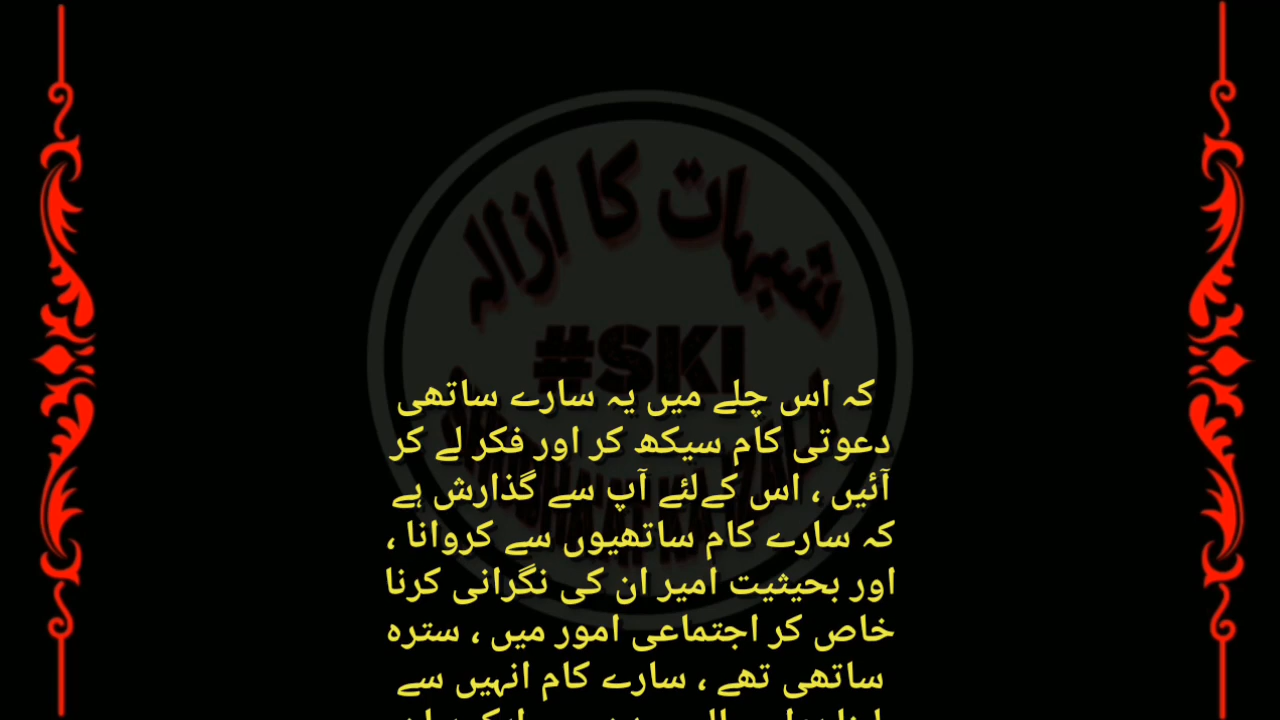 شبہات کا ازالہ
#SKI
کہ اس چلے میں یہ سارے ساتھی
دعوتی کام سیکھ کر اور فکر لے کر
آئیں ، اس کےلئے آپ سے گذارش ہے
کہ سارے کام ساتھیوں سے کروانا ،
اور بحیثیت امیر ان کی نگرانی کرنا
خاص کر اجتماعی امور میں ، سترہ
ساتھی تھے ، سارے کام انہیں سے